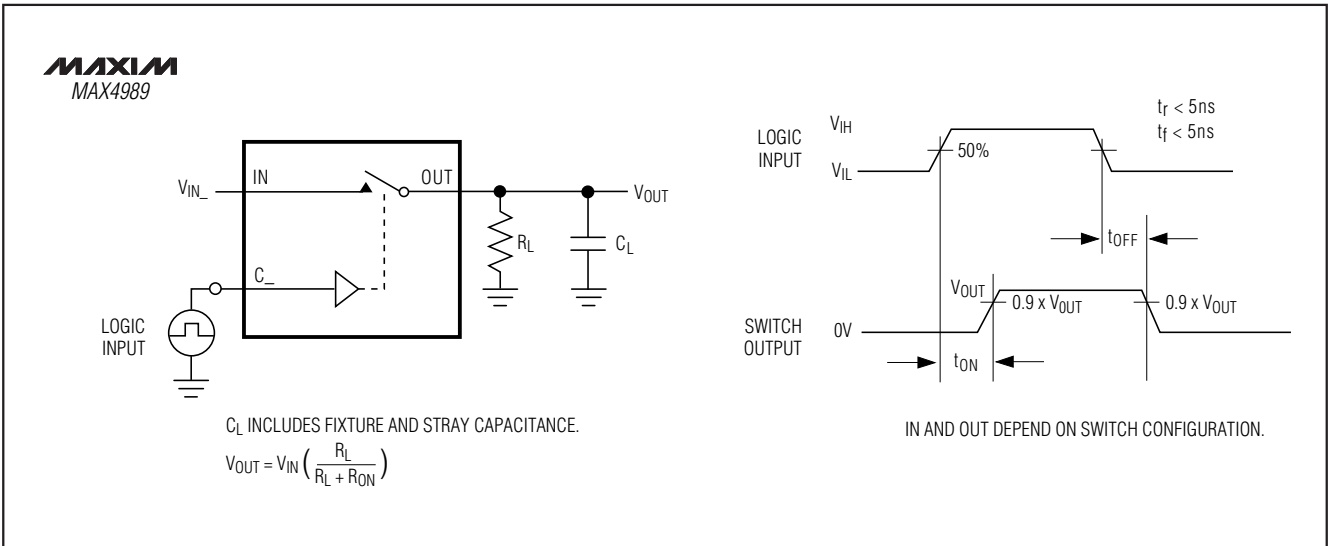 MAXIM
MAX4989
V_IN_
IN
OUT
V_OUT
R_L
C_L
C_
LOGIC
INPUT
C_L INCLUDES FIXTURE AND STRAY CAPACITANCE.
V_OUT = V_IN ( R_L / R_L + R_ON )
LOGIC
INPUT
V_IH
V_IL
50%
t_r < 5ns
t_f < 5ns
t_OFF
SWITCH
OUTPUT
V_OUT
0V
0.9 x V_OUT
0.9 x V_OUT
t_ON
IN AND OUT DEPEND ON SWITCH CONFIGURATION.